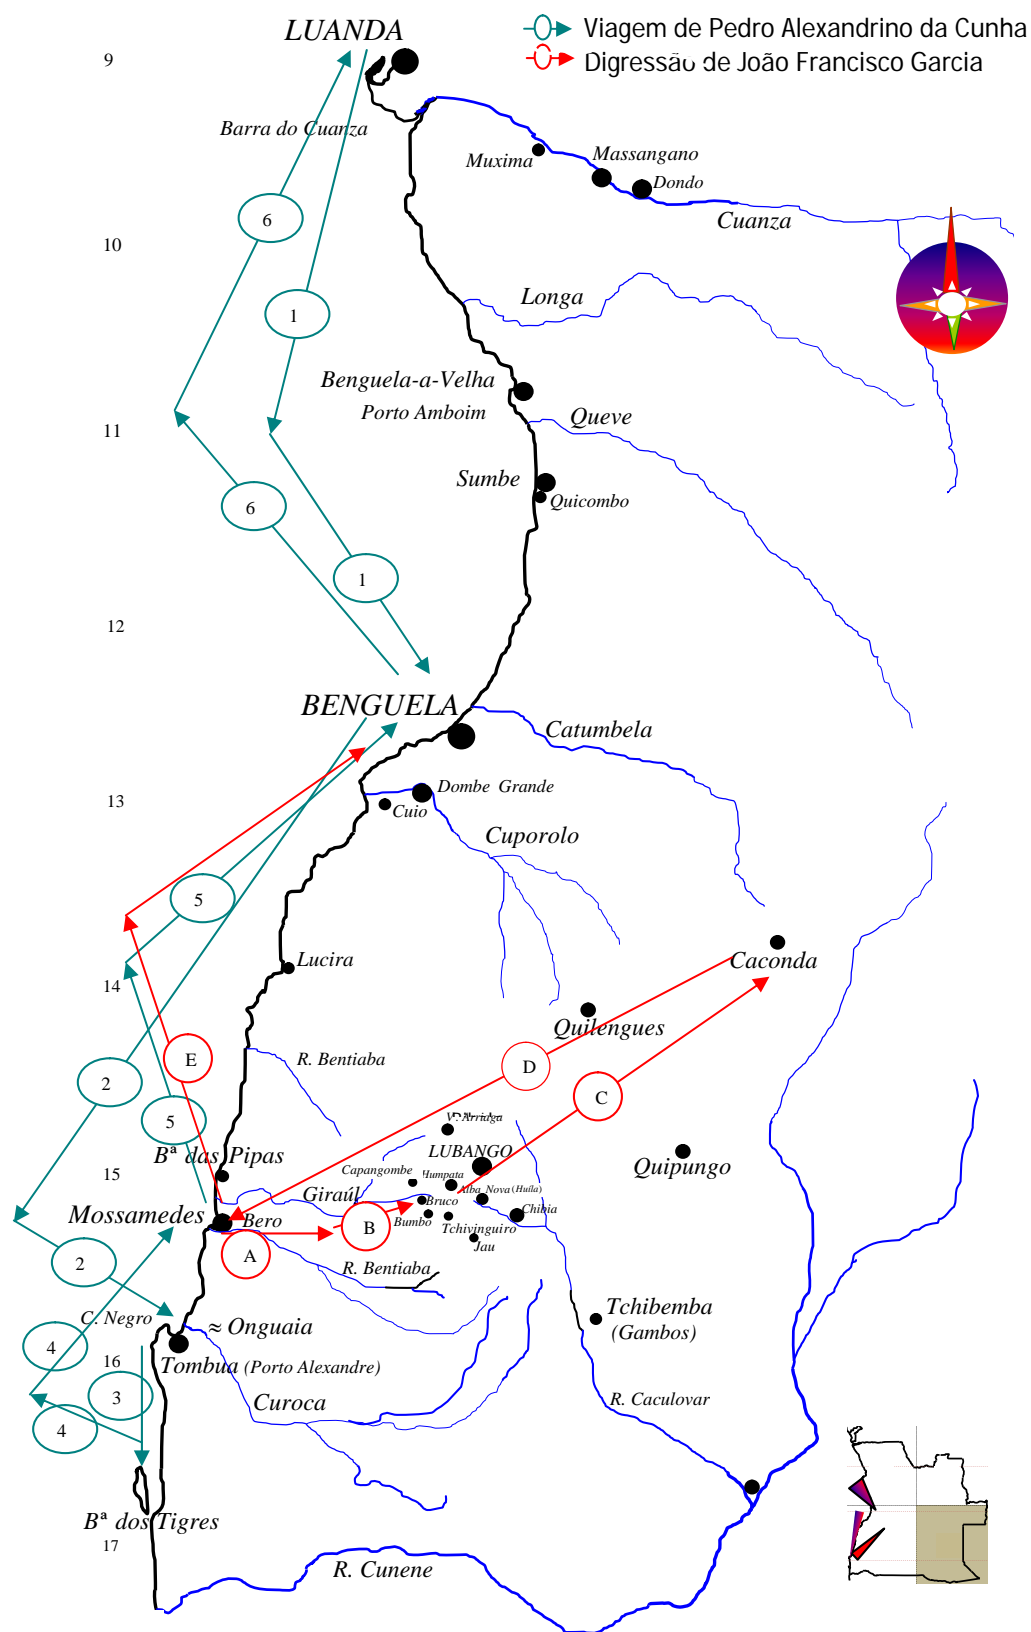 LUANDA
Viagem de Pedro Alexandrino da Cunha
Digressão de João Francisco Garcia
9
Barra do Cuanza
Muxima
Massangano
Dondo
Cuanza
6
10
Longa
1
Benguela-a-Velha
Porto Amboim
Queve
11
Sumbe
Quicombo
6
1
12
BENGUELA
Catumbela
Dombe Grande
13
Cuio
Cuporolo
5
Caconda
Lucira
14
Quilengues
E
R. Bentiaba
D
2
C
5
LUBANGO
Bª das Pipas
15
Quipungo
Capangombe
Humpata
Giraúl
Alba Nova (Huíla)
Bruco
Mossamedes
Bero
B
Bumbo
Tchivinguiro
Chibia
A
Jau
2
R. Bentiaba
C. Negro
≈ Onguaia
Tchibemba
(Gambos)
4
16
Tombua (Porto Alexandre)
3
Curoca
R. Caculovar
4
Bª dos Tigres
17
R. Cunene